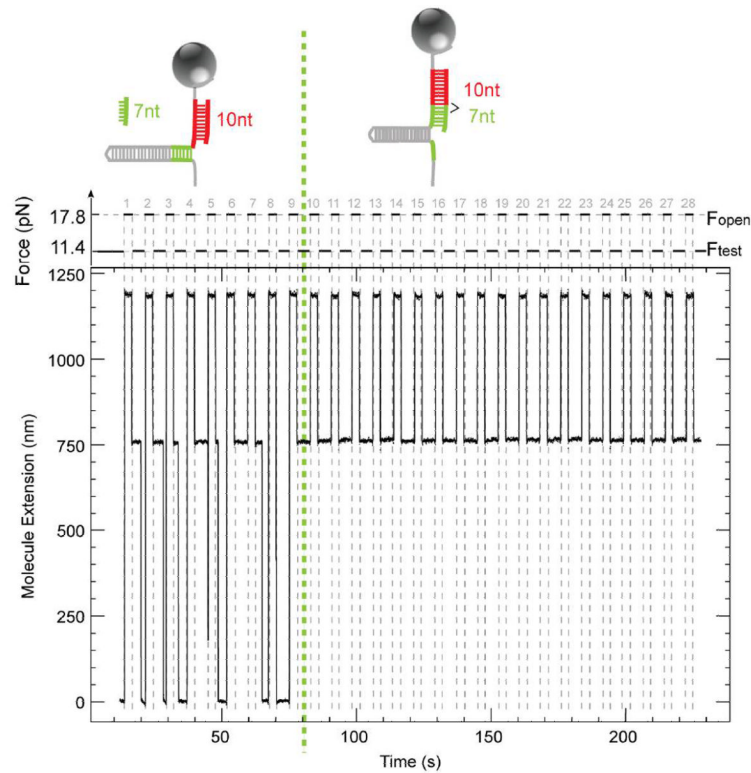 7nt
10nt
10nt
7nt
1 2 3 4 5 6 7 8 9 10 11 12 13 14 15 16 17 18 19 20 21 22 23 24 25 26 27 28
17.8
Fopen
11.4
Ftest
Force (pN)
1250
1000
750
500
250
0
Molecule Extension (nm)
50 100 150 200
Time (s)